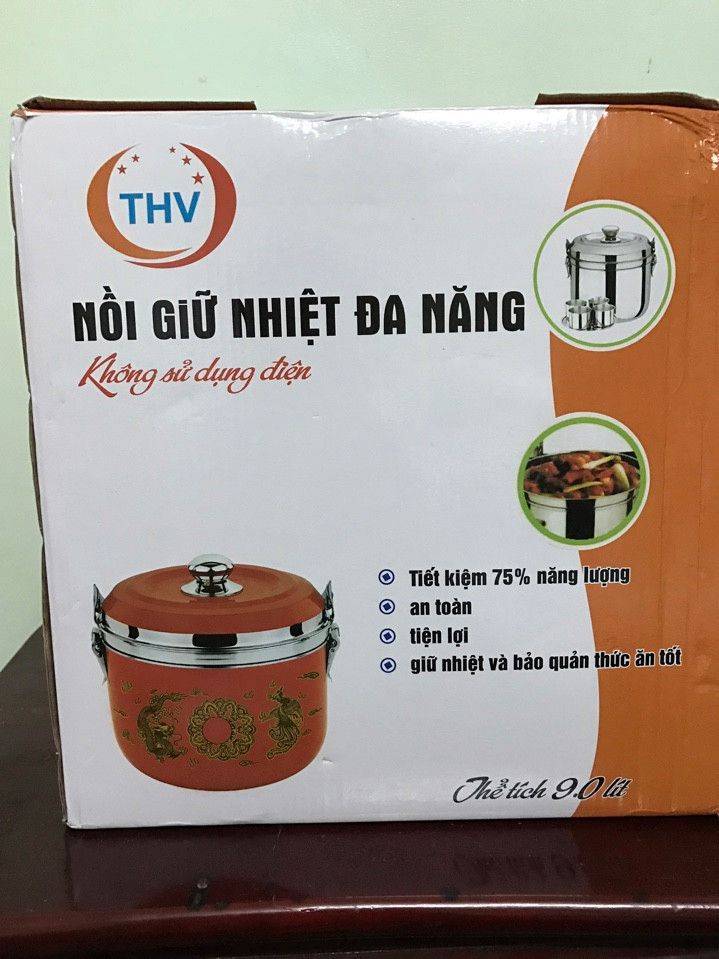 THV
NỒI GIỮ NHIỆT ĐA NĂNG
Không sử dụng điện
Tiết kiệm 75% năng lượng
an toàn
tiện lợi
giữ nhiệt và bảo quản thức ăn tốt
Thể tích 9.0 lít